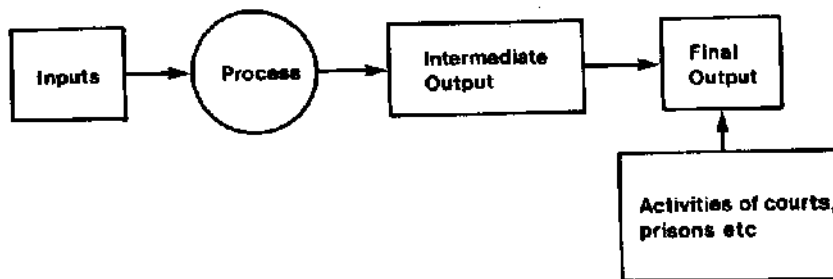 Inputs
Process
Intermediate
Output
Final
Output
Activities of courts,
prisons etc